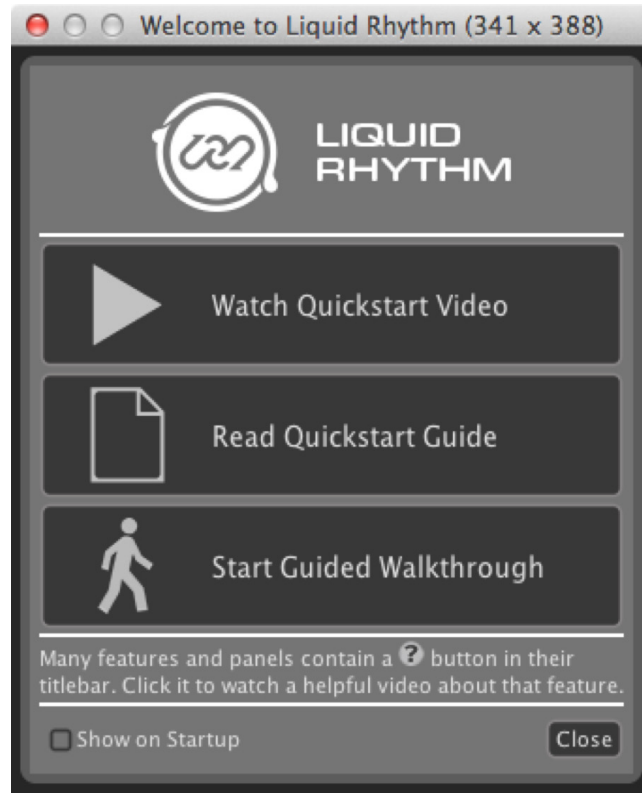 Welcome to Liquid Rhythm (341 x 388)
LIQUID
RHYTHM
Watch Quickstart Video
Read Quickstart Guide
Start Guided Walkthrough
Many features and panels contain a ? button in their
titlebar. Click it to watch a helpful video about that feature.
Show on Startup
Close